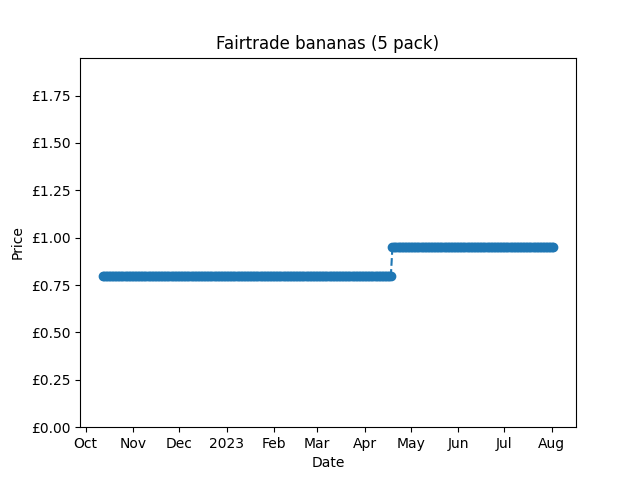 Fairtrade bananas (5 pack)
£1.75
£1.50
£1.25
£1.00
£0.75
£0.50
£0.25
£0.00
Price
Oct Nov Dec 2023 Feb Mar Apr May Jun Jul Aug
Date